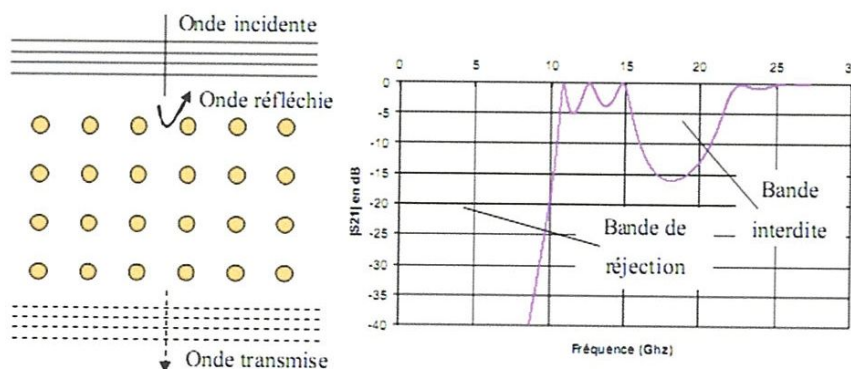 Onde incidente
Onde réfléchie
Onde transmise
0 5 10 15 20 25 3
0
-5
-10
-15
-20
-25
-30
-35
-40
|S21| en dB
Bande de
réjection
Bande
interdite
Fréquence (Ghz)